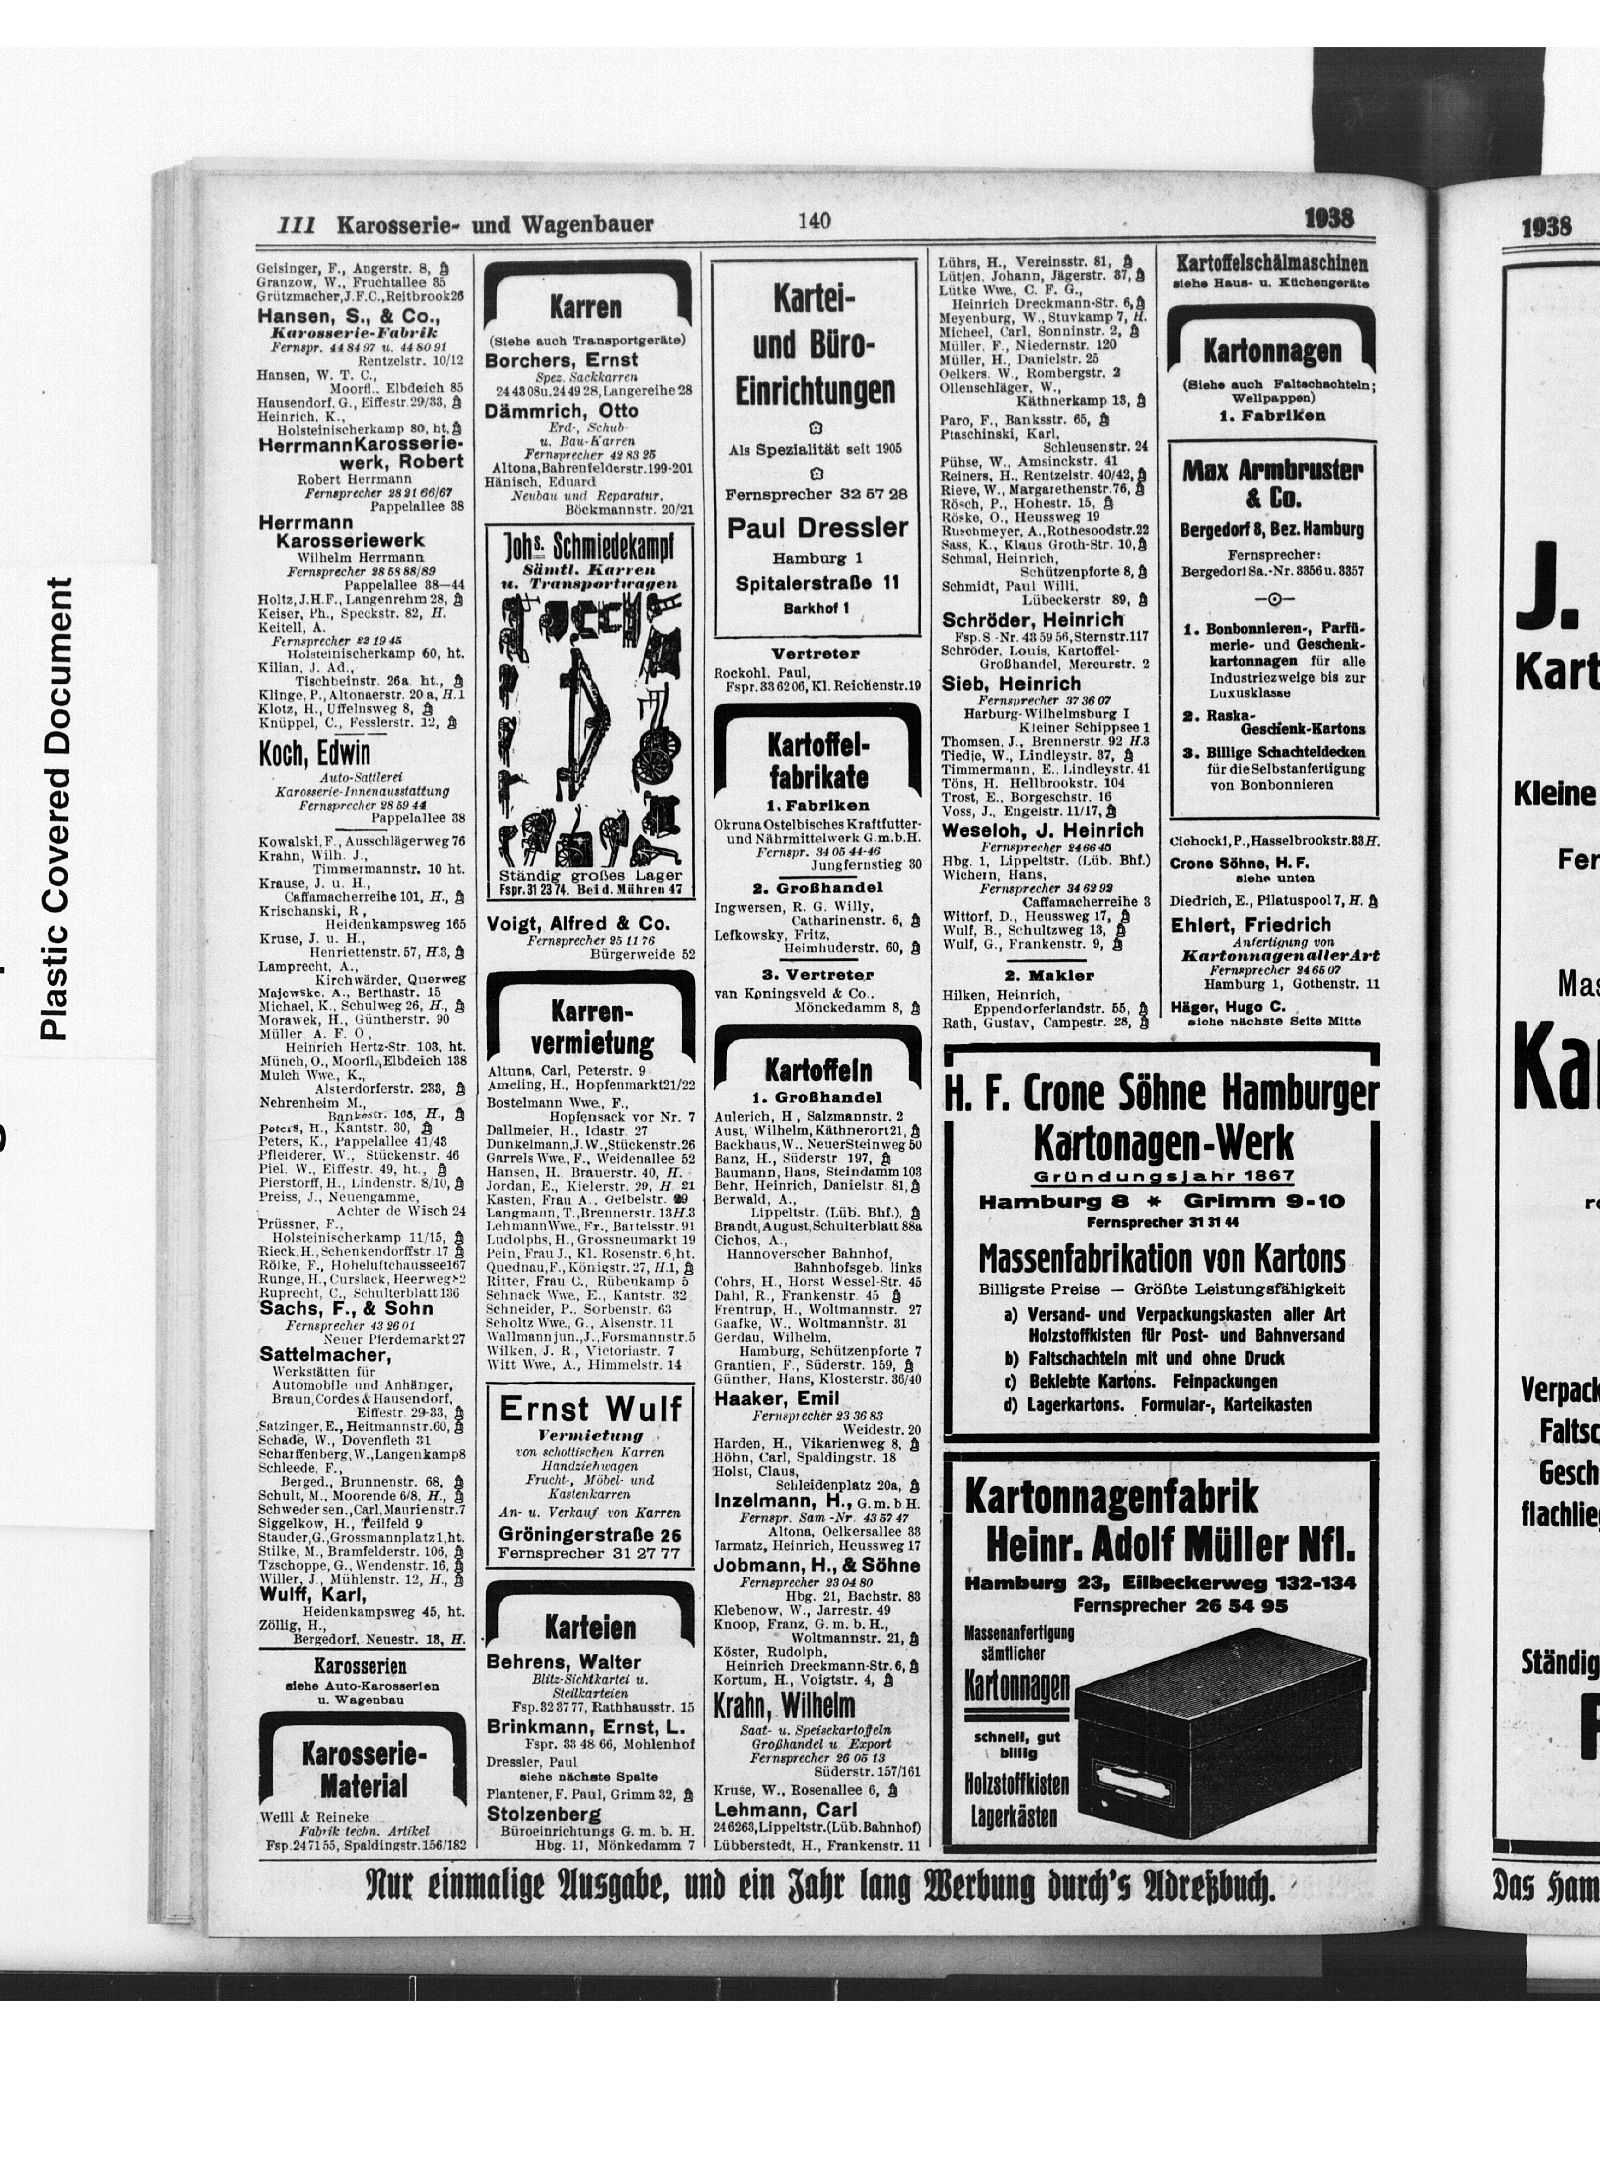 Plastic Covered Document
111 Karosserie- und Wagenbauer
140
1938
Geisinger, F., Angerstr. 8,
Granzow, W., Fruchtallee 35
Grützmacher,J.F.C.,Reitbrook26
Hansen, S., & Co.,
Karosserie-Fabrik
Fernspr. 44 84 97 u. 44 80 91
Rentzelstr. 10/12
Hansen, W. T. C.,
Moorfl., Elbdeich 85
Hausendorf, G., Eiffestr.29/33,
Heinrich, K.,
Holsteinischerkamp 80, ht,
Herrmann Karosserie-
werk, Robert
Robert Herrmann
Fernsprecher 28 21 66/67
Pappelallee 38
Herrmann
Karosseriewerk
Wilhelm Herrmann
Fernsprecher 28 58 88/89
Pappelallee 38—44
Holtz,J.H.F., Langenrehm 28,
Keiser, Ph., Speckstr. 82, H.
Keitell, A.
Fernsprecher 22 19 45
Holsteinischerkamp 60, ht.
Kilian, J. Ad.,
Tischbeinstr. 26a. ht.,
Klinge, P., Altonaerstr. 20 a, H.1
Klotz, H., Uffelnsweg 8,
Knüppel, C., Fesslerstr. 12,
Koch, Edwin
Auto-Sattlerei
Karosserie-Innenausstattung
Fernsprecher 28 59 44
Pappelallee 38
Kowalski,F., Ausschlägerweg 76
Krahn, Wilh. J.,
Timmermannstr. 10 ht.
Krause, J. u. H.,
Caffamacherreihe 101, H.,
Krischanski, R ,
Heidenkampsweg 165
Kruse, J. u. H.,
Henriettenstr. 57, H.3,
Lamprecht, A.,
Kirchwärder, Querweg
Majewske, A., Berthastr. 15
Michael, K., Schulweg 26, H.,
Morawek, H., Güntherstr. 90
Müller A. F. O ,
Heinrich Hertz-Str. 103, ht.
Münch, O., Moorfl., Elbdeich 138
Mulch Wwe., K.,
Alsterdorferstr. 233,
Nehrenheim M.,
Bankestr. 108, H.,
Peters, H., Kantstr. 30,
Peters, K., Pappelallee 41/43
Pfleiderer, W., Stückenstr. 46
Piel. W., Eiffestr. 49, ht.,
Pierstorff, H., Lindenstr. 8/10,
Preiss, J., Neuengamme,
Achter de Wisch 24
Prüssner, F.,
Holsteinischerkamp 11/15,
Rieck,H., Schenkendorffstr.17
Rölke, F., Hoheluftchaussee167
Runge, H., Curslack, Heerweg
Ruprecht, C., Schulterblatt136
Sachs, F., & Sohn
Fernsprecher 43 26 01
Neuer Pferdemarkt 27
Sattelmacher,
Werkstätten für
Automobile und Anhänger,
Braun,Cordes & Hausendorf,
Eiffestr. 29-33,
Satzinger, E., Heitmannstr.60,
Schade, W., Dovenfleth 31
Scharffenberg,W.,Langenkamp8
Schleede, F.,
Berged., Brunnenstr. 68,
Schult, M., Moorende 6/8, H.,
Schwedersen.,Carl,Maurienstr.7
Siggelkow, H., Teilfeld 9
Stauder,G.,Grossmannplatz1,ht.
Stilke, M., Bramfelderstr. 106,
Tzschoppe, G., Wendenstr. 16,
Willer, J., Mühlenstr. 12, H.,
Wulff, Karl,
Heidenkampsweg 45, ht.
Zöllig, H.,
Bergedorf, Neuestr. 18, H.
Karosserien
siehe Auto-Karosserien
u. Wagenbau
Karosserie-
Material
Weill & Reineke
Fabrik techn. Artikel
Fsp.247155, Spaldingstr.156/182
Karren
(Siehe auch Transportgeräte)
Borchers, Ernst
Spez. Sackkarren
24 43 08u.24 49 28, Langereihe 28
Dämmrich, Otto
Erd-, Schub-
u. Bau-Karren
Fernsprecher 42 83 25
Altona,Bahrenfelderstr.199-201
Hänisch, Eduard
Neubau und Reparatur,
Böckmannstr. 20/21
Johs. Schmiedekampf
Sämtl. Karren
u. Transportwagen
Ständig großes Lager
Fspr. 31 23 74. Bei d. Mühren 47
Voigt, Alfred & Co.
Fernsprecher 25 11 76
Bürgerweide 52
Karren-
vermietung
Altuna, Carl, Peterstr. 9
Ameling, H., Hopfenmarkt21/22
Bostelmann Wwe., F.,
Hopfensack vor Nr. 7
Dallmeier, H., Idastr. 27
Dunkelmann,J.W.,Stückenstr.26
Garrels Wwe., F., Weidenallee 52
Hansen, H. Brauerstr. 40, H.
Jordan, E., Kielerstr. 29, H 21
Kasten, Frau A., Geibelstr. 29
Langmann, T.,Brennerstr. 13H.3
Lehmann Wwe., Fr., Bartelsstr. 91
Ludolphs, H., Grossneumarkt 19
Pein, Frau J., Kl. Rosenstr. 6,ht.
Quednau,F., Königstr. 27, H.1,
Ritter, Frau C., Rübenkamp 5
Schnack Wwe., E., Kantstr. 32
Schneider, P., Sorbenstr. 63
Scholtz Wwe., G., Alsenstr. 11
Wallmann jun.,J.,Forsmannstr.5
Wilken, J. R., Victoriastr. 7
Witt Wwe., A., Himmelstr. 14
Ernst Wulf
Vermietung
von schottischen Karren
Handziehwagen
Frucht-, Möbel- und
Kastenkarren
An- u. Verkauf von Karren
Gröningerstraße 26
Fernsprecher 31 27 77
Karteien
Behrens, Walter
Blitz-Sichtkartei u.
Steilkarteien
Fsp.32 37 77, Rathhausstr. 15
Brinkmann, Ernst, L.
Fspr. 33 48 66, Mohlenhof
Dressler, Paul
siehe nächste Spalte
Plantener, F. Paul, Grimm 32,
Stolzenberg
Büroeinrichtungs G. m. b. H.
Hbg. 11, Mönkedamm 7
Kartei-
und Büro-
Einrichtungen
Als Spezialität seit 1905
Fernsprecher 32 57 28
Paul Dressler
Hamburg 1
Spitalerstraße 11
Barkhof 1
Vertreter
Rockohl, Paul,
Fspr. 33 62 06, Kl. Reichenstr.19
Kartoffel-
fabrikate
1. Fabriken
Okruna Ostelbisches Kraftfutter-
und Nährmittelwerk G.m.b.H.
Fernspr. 34 05 44-46
Jungfernstieg 30
2. Großhandel
Ingwersen, R. G. Willy,
Catharinenstr. 6,
Lefkowsky, Fritz,
Heimhuderstr. 60,
3. Vertreter
van Koningsveld & Co..
Mönckedamm 8,
Kartoffeln
1. Großhandel
Aulerich, H , Salzmannstr. 2
Aust, Wilhelm, Käthnerort21,
Backhaus,W., NeuerSteinweg 50
Banz, H., Süderstr 197,
Baumann, Hans, Steindamm 103
Behr, Heinrich, Danielstr. 81,
Berwald, A.,
Lippeltstr. (Lüb. Bhf.),
Brandt, August,Schulterblatt 88a
Cichos, A.,
Hannoverscher Bahnhof,
Bahnhofsgeb. links
Cohrs, H., Horst Wessel-Str. 45
Dahl, R., Frankenstr. 45
Frentrup, H., Woltmannstr. 27
Gaafke, W., Woltmannstr. 31
Gerdau, Wilhelm,
Hamburg, Schützenpforte 7
Grantien, F., Süderstr. 159,
Günther, Hans, Klosterstr. 36/40
Haaker, Emil
Fernsprecher 23 36 83
Weidestr. 20
Harden, H., Vikarienweg 8,
Höhn, Carl, Spaldingstr. 18
Holst, Claus,
Schleidenplatz 20a,
Inzelmann, H., G. m. b H.
Fernspr. Sam -Nr. 43 57 47
Altona, Oelkersallee 33
Jarmatz, Heinrich, Heussweg 17
Jobmann, H., & Söhne
Fernsprecher 23 04 80
Hbg. 21, Bachstr. 83
Klebenow, W., Jarrestr. 49
Knoop, Franz, G. m. b. H.,
Woltmannstr. 21,
Köster, Rudolph,
Heinrich Dreckmann-Str. 6,
Kortum, H., Voigtstr. 4,
Krahn, Wilhelm
Saat- u. Speisekartoffeln
Großhandel u Export
Fernsprecher 26 05 13
Süderstr. 157/161
Kruse, W., Rosenallee 6,
Lehmann, Carl
246263,Lippeltstr.(Lüb.Bahnhof)
Lübberstedt, H., Frankenstr. 11
Lührs, H., Vereinsstr. 81,
Lütjen, Johann, Jägerstr. 37,
Lütke Wwe., C. F. G.,
Heinrich Dreckmann-Str. 6,
Meyenburg, W., Stuvkamp 7, H.
Micheel, Carl, Sonninstr. 2,
Müller, F., Niedernstr. 120
Müller, H., Danielstr. 25
Oelkers, W., Rombergstr. 2
Ollenschläger, W.,
Käthnerkamp 13,
Paro, F., Banksstr. 65,
Ptaschinski, Karl,
Schleusenstr. 24
Pühse, W., Amsinckstr. 41
Reiners, H., Rentzelstr. 40/42,
Rieve, W., Margarethenstr.76,
Rösch, P., Hohestr. 15,
Röske, O., Heussweg 19
Ruschmeyer, A.,Rothesoodstr.22
Sass, K., Klaus Groth-Str. 10,
Schmal, Heinrich,
Schützenpforte 8,
Schmidt, Paul Willi,
Lübeckerstr 89,
Schröder, Heinrich
Fsp.S -Nr. 43 59 56, Sternstr.117
Schröder, Louis, Kartoffel-
Großhandel, Mercurstr. 2
Sieb, Heinrich
Fernsprecher 37 36 07
Harburg-Wilhelmsburg I
Kleiner Schippsee 1
Thomsen, J., Brennerstr. 92 H.3
Tiedje, W., Lindleystr. 37,
Timmermann, E., Lindleystr. 41
Töns, H. Hellbrookstr. 104
Trost, E., Borgeschstr. 16
Voss, J., Engelstr. 11/17,
Weseloh, J. Heinrich
Fernsprecher 24 66 45
Hbg. 1, Lippeltstr. (Lüb. Bhf.)
Wichern, Hans,
Fernsprecher 34 62 92
Caffamacherreihe 3
Wittorf, D., Heussweg 17,
Wulf, B., Schultzweg 13,
Wulf, G., Frankenstr. 9,
2. Makler
Hilken, Heinrich,
Eppendorferlandstr. 55,
Rath, Gustav, Campestr. 28,
Kartoffelschälmaschinen
siehe Haus- u. Küchengeräte
Kartonnagen
(Siehe auch Faltschachteln;
Wellpappen)
1. Fabriken
Max Armbruster
& Co.
Bergedorf 8, Bez. Hamburg
Fernsprecher:
Bergedorf Sa.-Nr. 3356 u. 3357
1. Bonbonnieren-, Parfü-
merie- und Geschenk-
kartonnagen für alle
Industriezweige bis zur
Luxusklasse
2. Raska-
Geschenk-Kartons
3. Billige Schachteldecken
für die Selbstanfertigung
von Bonbonnieren
Cichocki,P.,Hasselbrookstr.83H.
Crone Söhne, H. F.
siehe unten
Diedrich, E., Pilatuspool 7, H.
Ehlert, Friedrich
Anfertigung von
Kartonnagen aller Art
Fernsprecher 24 65 07
Hamburg 1, Gothenstr. 11
Häger, Hugo C.
siehe nächste Seite Mitte
H. F. Crone Söhne Hamburger
Kartonagen-Werk
Gründungsjahr 1867
Hamburg 8 * Grimm 9-10
Fernsprecher 31 31 44
Massenfabrikation von Kartons
Billigste Preise — Größte Leistungsfähigkeit
a) Versand- und Verpackungskasten aller Art
Holzstoffkisten für Post- und Bahnversand
b) Faltschachteln mit und ohne Druck
c) Beklebte Kartons. Feinpackungen
d) Lagerkartons. Formular-, Karteikasten
Kartonnagenfabrik
Heinr. Adolf Müller Nfl.
Hamburg 23, Eilbeckerweg 132-134
Fernsprecher 26 54 95
Massenanfertigung
sämtlicher
Kartonnagen
schnell, gut
billig
Holzstoffkisten
Lagerkästen
Nur einmalige Ausgabe, und ein Jahr lang Werbung durch's Adreßbuch.
1938
J.
Kart
Kleine
Fer
Mas
Ka
Verpack
Faltsc
Gesch
flachlieg
Ständig
Das Ham